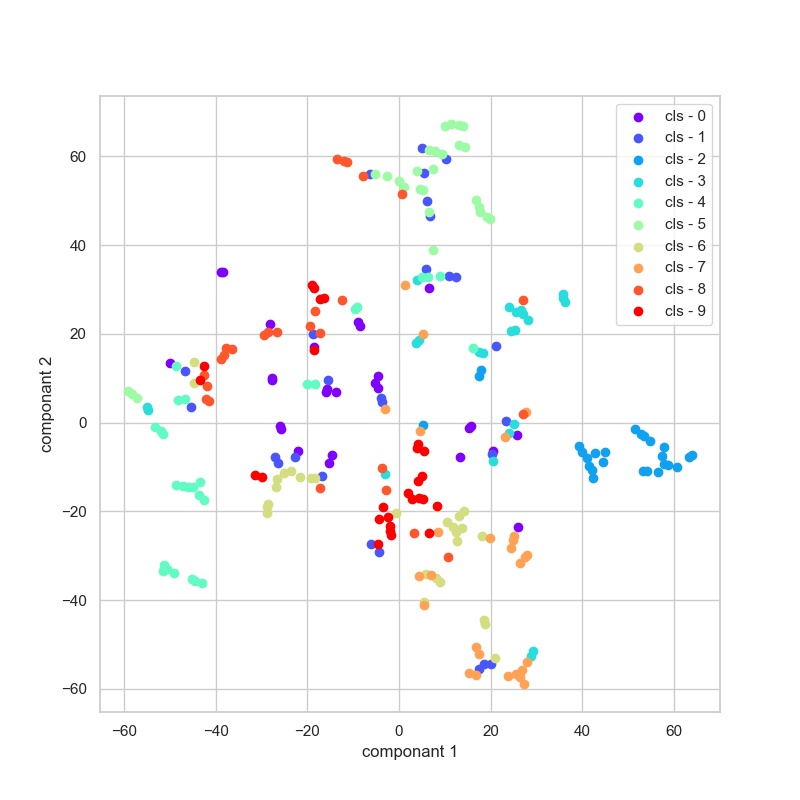 cls - 0
cls - 1
cls - 2
cls - 3
cls - 4
cls - 5
cls - 6
cls - 7
cls - 8
cls - 9
60
40
20
0
−20
−40
−60
componant 2
−60 −40 −20 0 20 40 60
componant 1